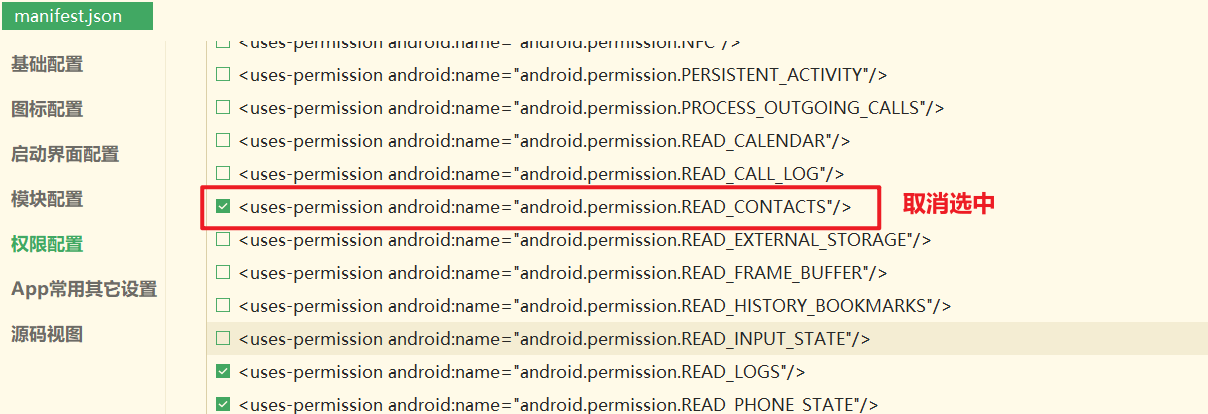 manifest.json
基础配置
图标配置
启动界面配置
模块配置
权限配置
App常用其它设置
源码视图
<uses-permission android:name="android.permission.NFC"/>
<uses-permission android:name="android.permission.PERSISTENT_ACTIVITY"/>
<uses-permission android:name="android.permission.PROCESS_OUTGOING_CALLS"/>
<uses-permission android:name="android.permission.READ_CALENDAR"/>
<uses-permission android:name="android.permission.READ_CALL_LOG"/>
<uses-permission android:name="android.permission.READ_CONTACTS"/>
取消选中
<uses-permission android:name="android.permission.READ_EXTERNAL_STORAGE"/>
<uses-permission android:name="android.permission.READ_FRAME_BUFFER"/>
<uses-permission android:name="android.permission.READ_HISTORY_BOOKMARKS"/>
<uses-permission android:name="android.permission.READ_INPUT_STATE"/>
<uses-permission android:name="android.permission.READ_LOGS"/>
<uses-permission android:name="android.permission.READ_PHONE_STATE"/>